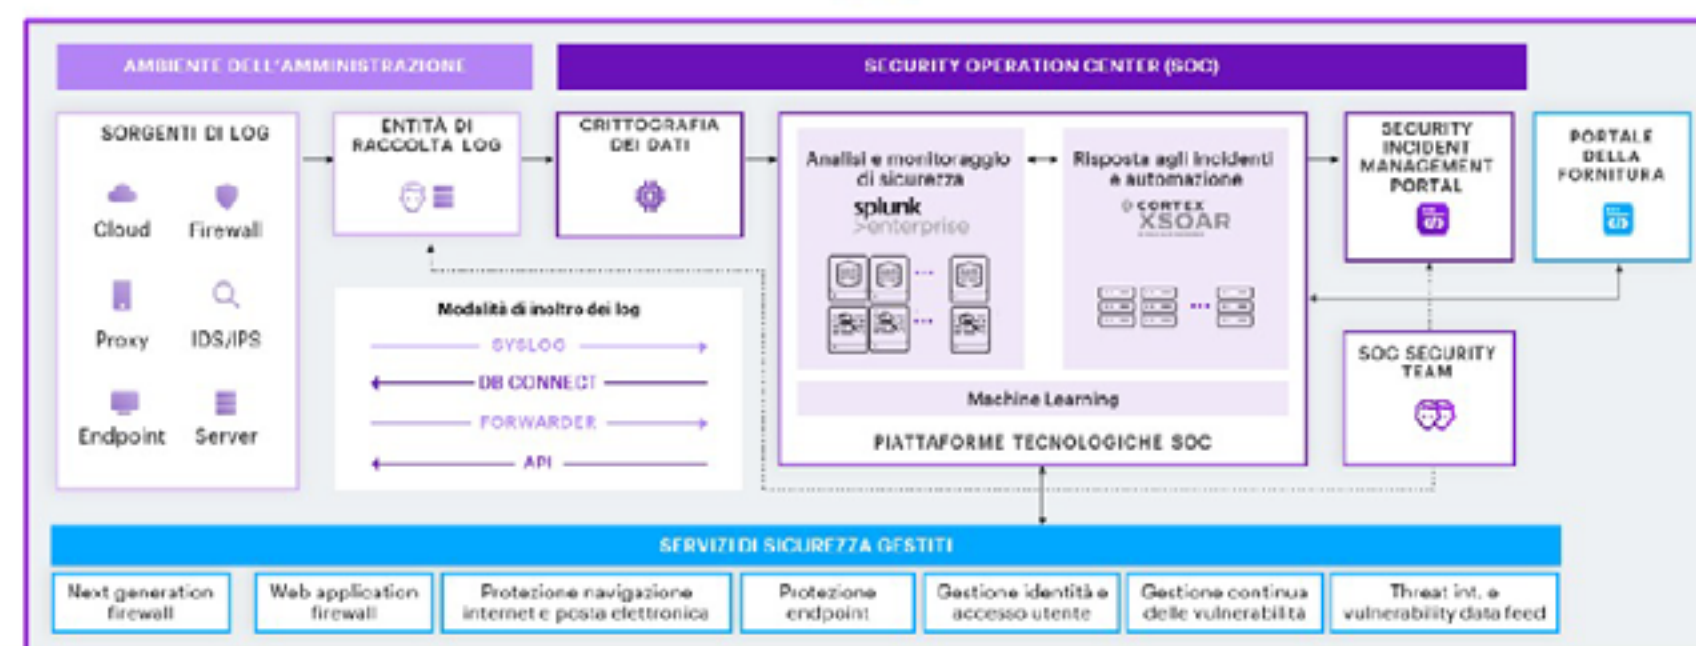 AMBIENTE DELL'AMMINISTRAZIONE
SECURITY OPERATION CENTER (SOC)
SORGENTI DI LOG
Cloud
Firewall
Proxy
IDS/IPS
Endpoint
Server
ENTITÀ DI
RACCOLTA LOG
CRITTOGRAFIA
DEI DATI
Modalità di inoltro dei log
SYSLOG
DB CONNECT
FORWARDER
API
Analisi e monitoraggio
di sicurezza
splunk
>enterprise
Risposta agli incidenti
e automazione
CORTEX
XSOAR
Machine Learning
PIATTAFORME TECNOLOGICHE SOC
SECURITY
INCIDENT
MANAGEMENT
PORTAL
PORTALE
DELLA
FORNITURA
SOC SECURITY
TEAM
SERVIZI DI SICUREZZA GESTITI
Next generation
firewall
Web application
firewall
Protezione navigazione
internet e posta elettronica
Protezione
endpoint
Gestione identità e
accesso utente
Gestione continua
delle vulnerabilità
Threat int. e
vulnerability data feed